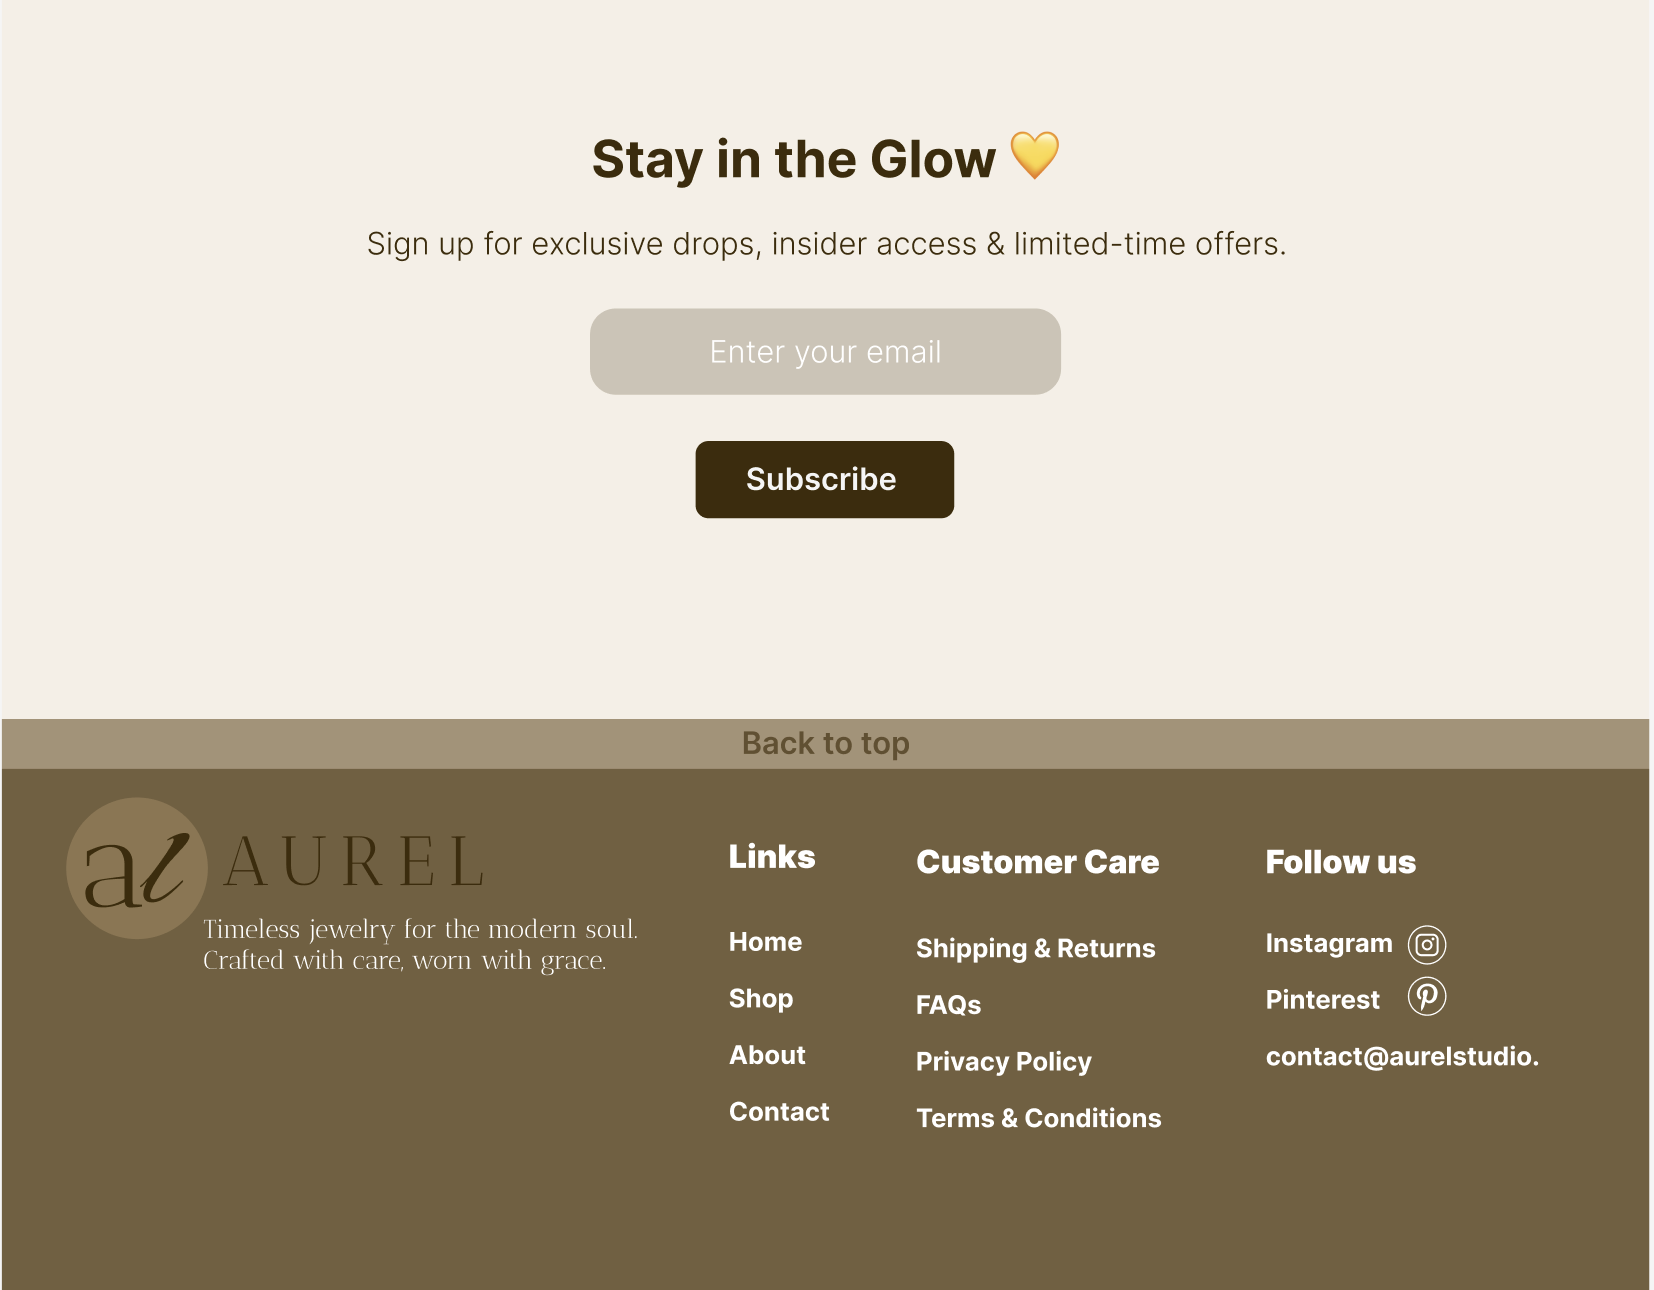 Stay in the Glow 💛
Sign up for exclusive drops, insider access & limited-time offers.
Enter your email
Subscribe
Back to top
al AUREL
Timeless jewelry for the modern soul.
Crafted with care, worn with grace.
Links
Home
Shop
About
Contact
Customer Care
Shipping & Returns
FAQs
Privacy Policy
Terms & Conditions
Follow us
Instagram
Pinterest
contact@aurelstudio.